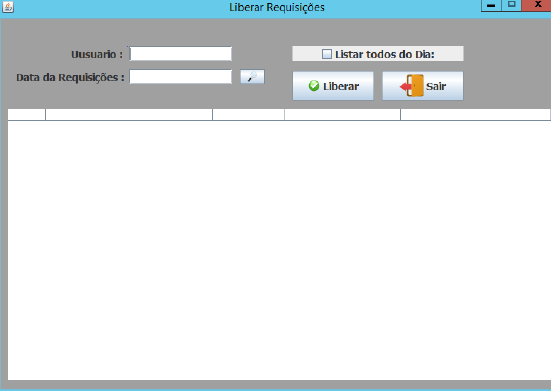 Liberar Requisições
Uusuario :
Listar todos do Dia:
Data da Requisições :
Liberar
Sair